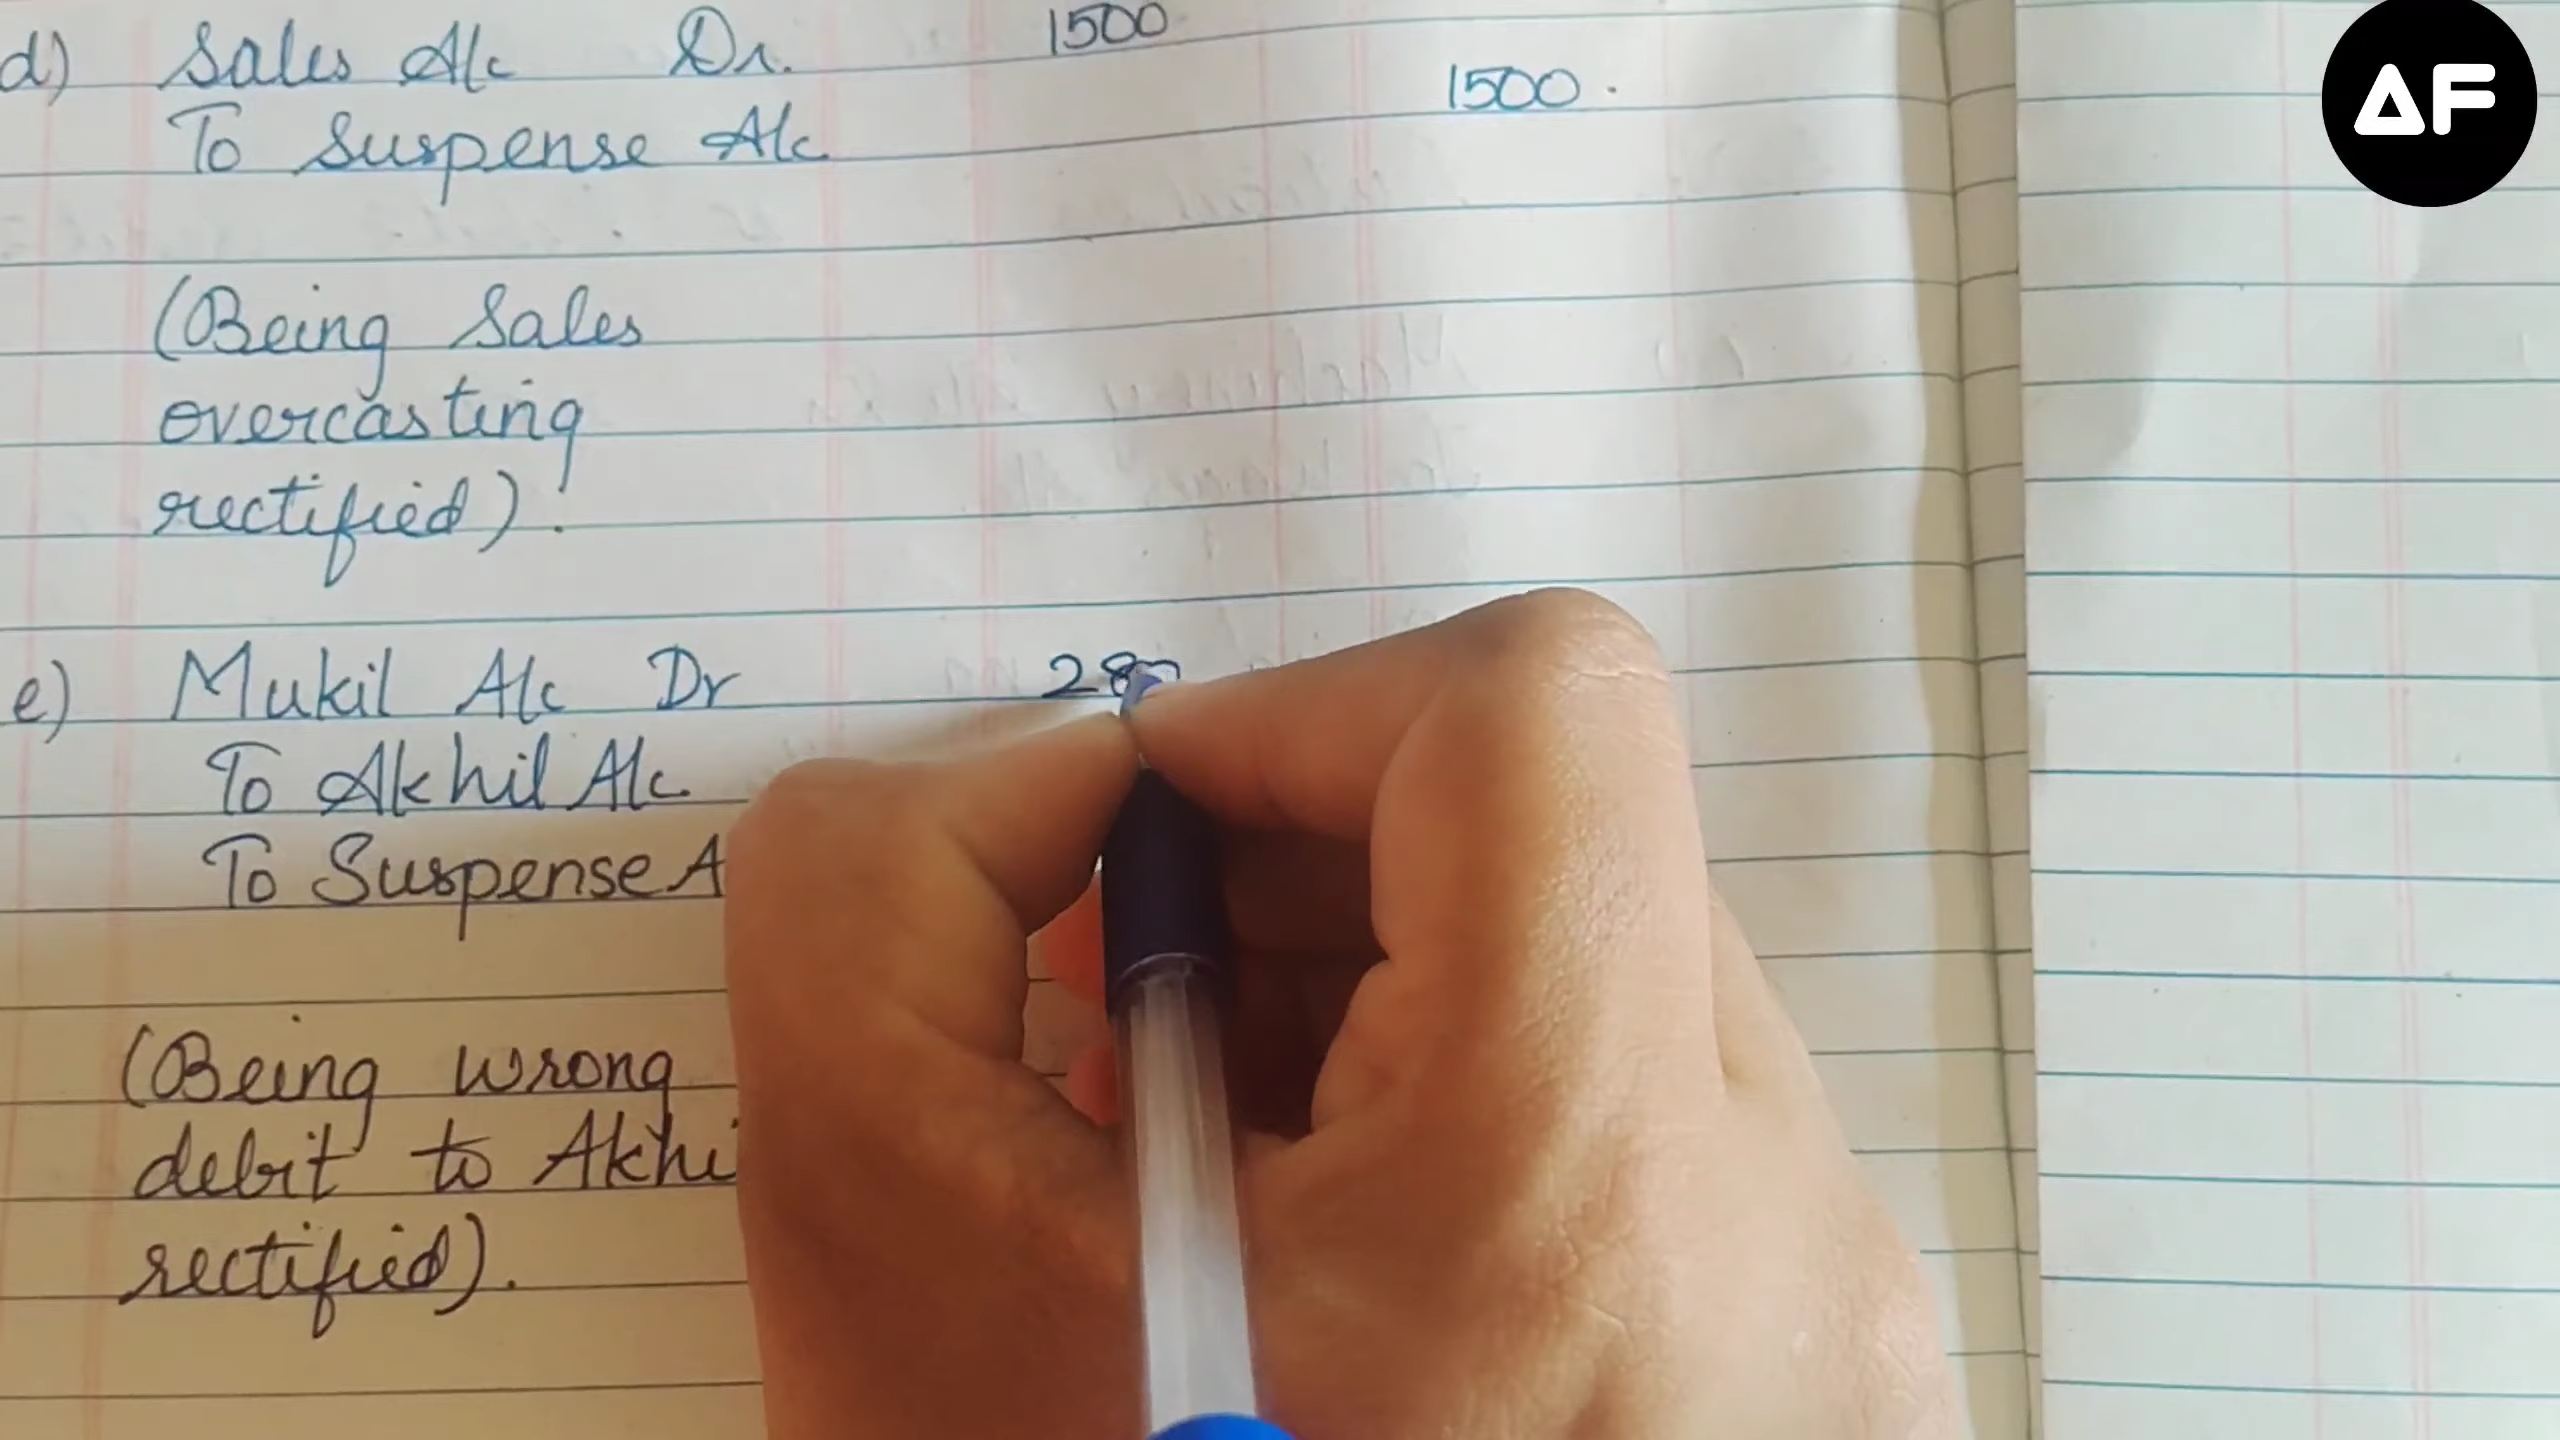 d) Sales A/c Dr. 1500
To Suspense A/c 1500.
(Being Sales
overcasting
rectified).
e) Mukil A/c Dr 28
To Akhil A/c
To Suspense A
(Being wrong
debit to Akhi
rectified).
AF